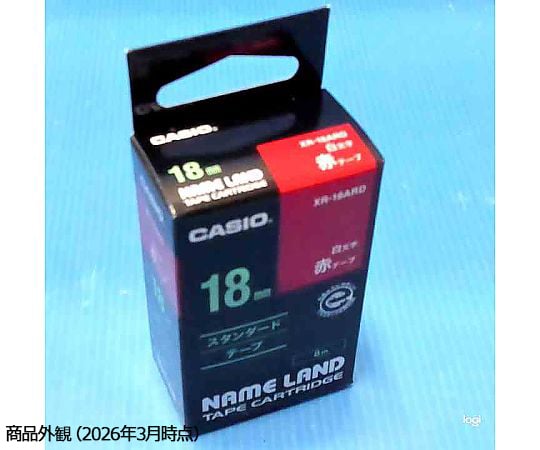 CASIO
XR-18ARD
白文字
赤テープ
18mm
NAME LAND
TAPE CARTRIDGE
XR-18ARD
CASIO
白文字
赤テープ
18mm
スタンダード
テープ
8m
NAME LAND
TAPE CARTRIDGE
logi
商品外観（2026年3月時点）